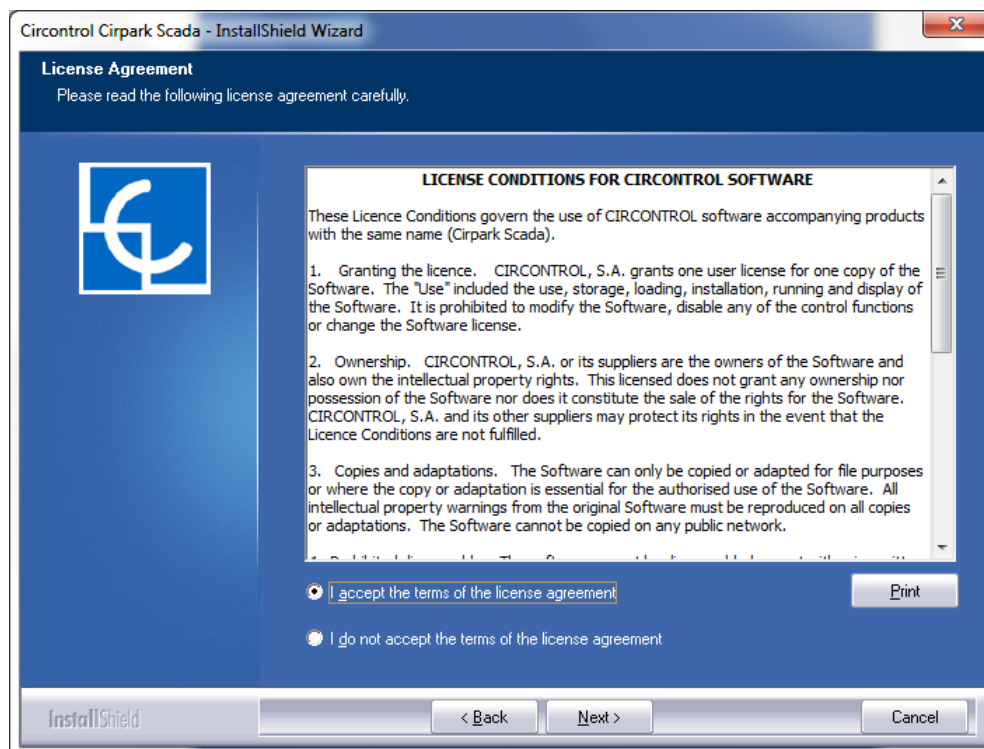 Circontrol Cirpark Scada - InstallShield Wizard
License Agreement
Please read the following license agreement carefully.
LICENSE CONDITIONS FOR CIRCONTROL SOFTWARE
These Licence Conditions govern the use of CIRCONTROL software accompanying products
with the same name (Cirpark Scada).
1. Granting the licence. CIRCONTROL, S.A. grants one user license for one copy of the
Software. The "Use" included the use, storage, loading, installation, running and display of
the Software. It is prohibited to modify the Software, disable any of the control functions
or change the Software license.
2. Ownership. CIRCONTROL, S.A. or its suppliers are the owners of the Software and
also own the intellectual property rights. This licensed does not grant any ownership nor
possession of the Software nor does it constitute the sale of the rights for the Software.
CIRCONTROL, S.A. and its other suppliers may protect its rights in the event that the
Licence Conditions are not fulfilled.
3. Copies and adaptations. The Software can only be copied or adapted for file purposes
or where the copy or adaptation is essential for the authorised use of the Software. All
intellectual property warnings from the original Software must be reproduced on all copies
or adaptations. The Software cannot be copied on any public network.
I accept the terms of the license agreement
Print
I do not accept the terms of the license agreement
InstallShield
< Back
Next >
Cancel